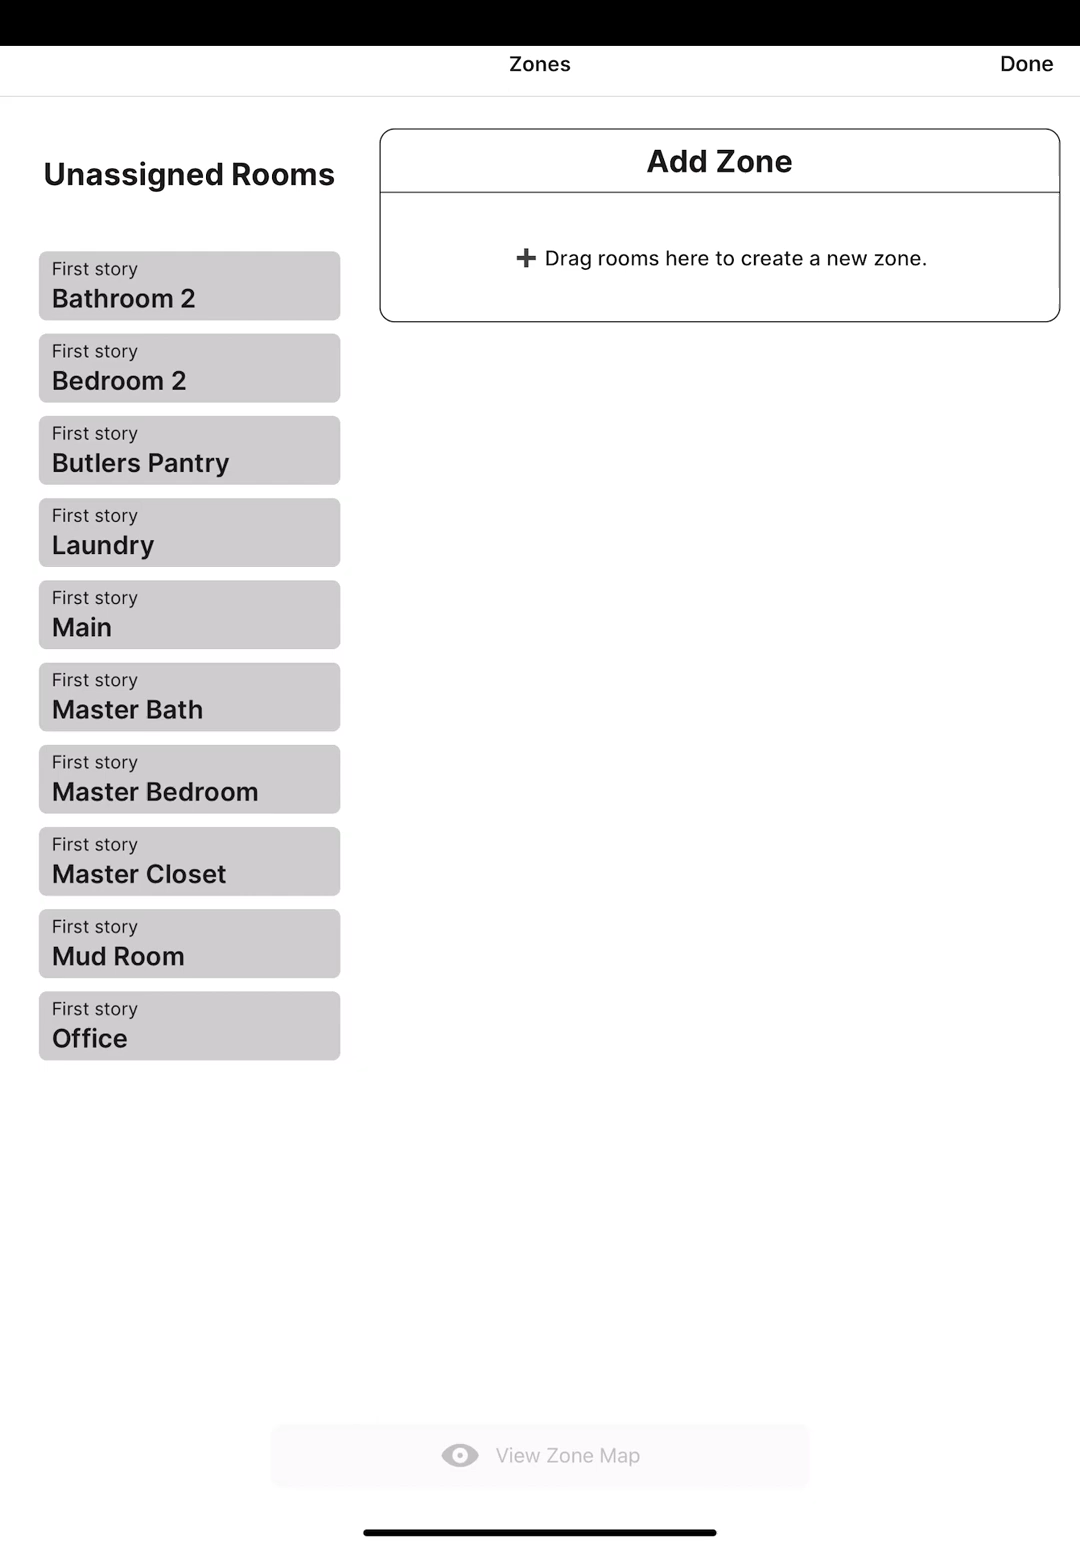 Zones
Done
Unassigned Rooms
Add Zone
Drag rooms here to create a new zone.
First story
Bathroom 2
First story
Bedroom 2
First story
Butlers Pantry
First story
Laundry
First story
Main
First story
Master Bath
First story
Master Bedroom
First story
Master Closet
First story
Mud Room
First story
Office
View Zone Map